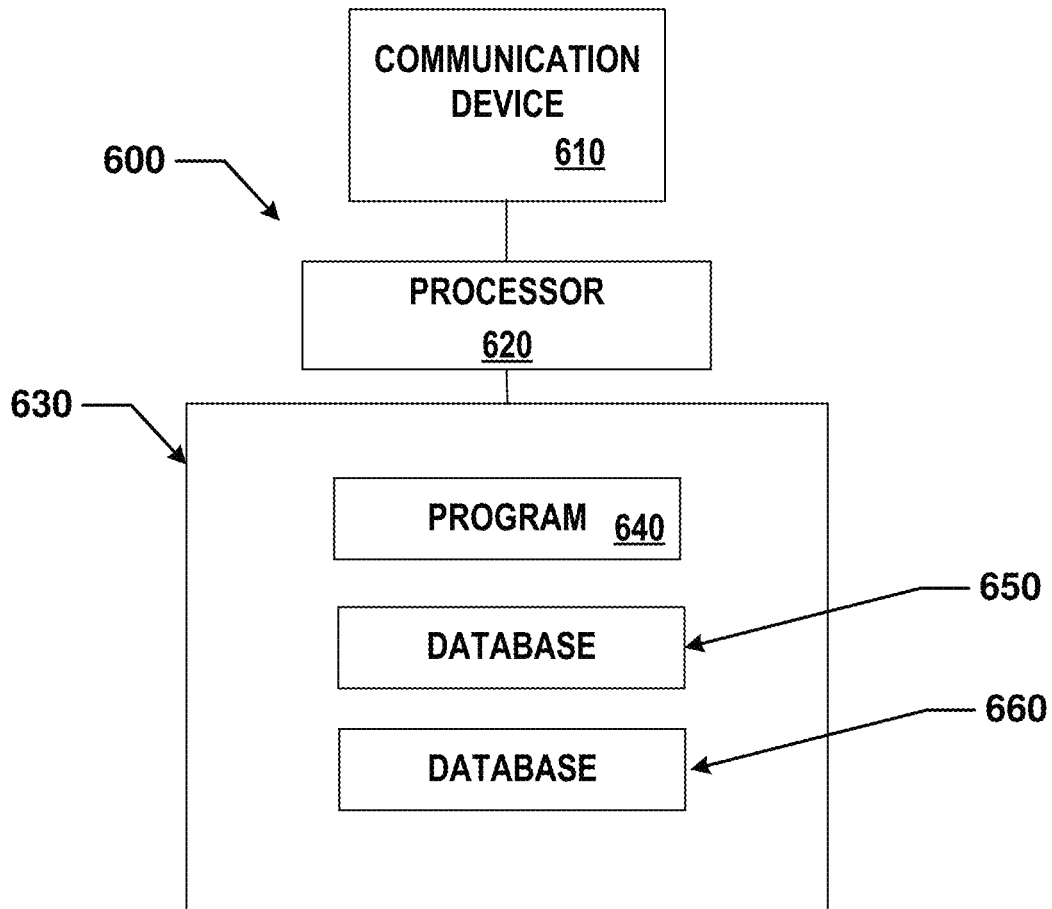 COMMUNICATION
DEVICE
610
600
PROCESSOR
620
630
PROGRAM 640
650
DATABASE
660
DATABASE